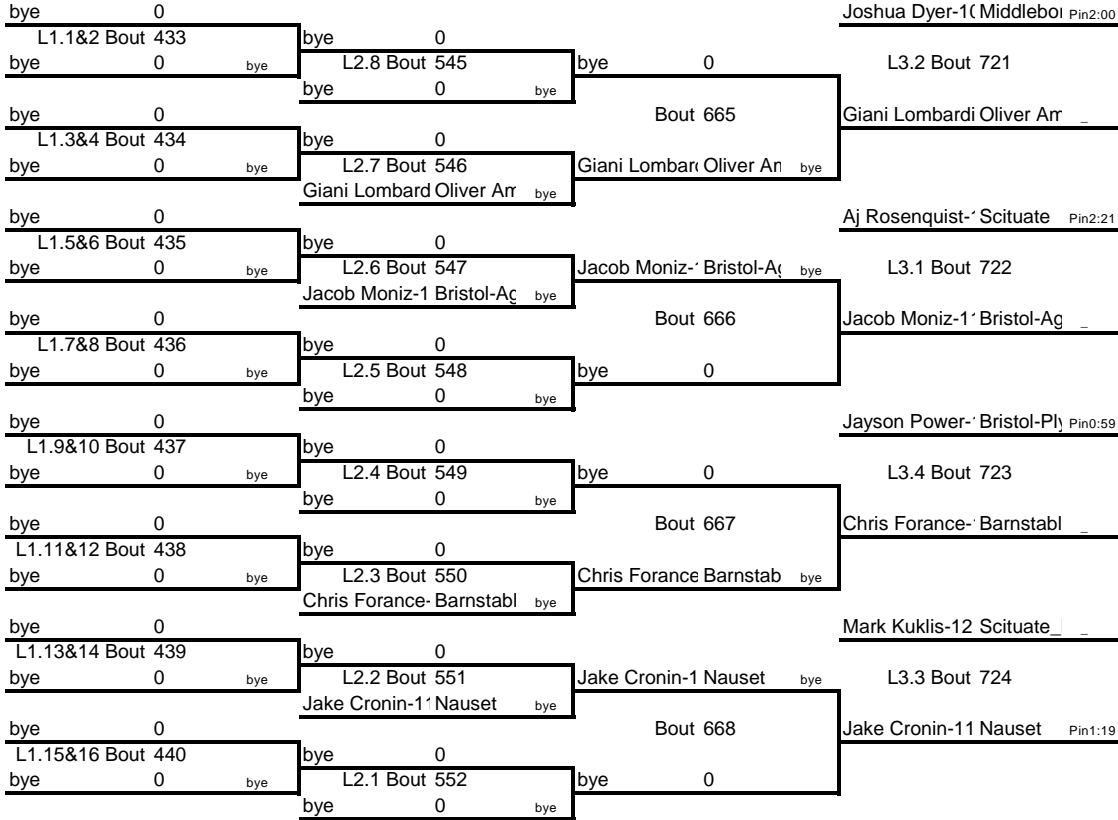 bye 0 Joshua Dyer-1( Middlebor Pin2:00
L1.1&2 Bout 433 bye 0
bye 0 bye L2.8 Bout 545 bye 0 L3.2 Bout 721
bye 0 bye
bye 0 Bout 665 Giani Lombardi Oliver Am _
L1.3&4 Bout 434 bye 0
bye 0 bye L2.7 Bout 546 Giani Lombar( Oliver An bye
Giani Lombard Oliver Am bye
bye 0 Aj Rosenquist-1 Scituate Pin2:21
L1.5&6 Bout 435 bye 0
bye 0 bye L2.6 Bout 547 Jacob Moniz-1 Bristol-Ag bye L3.1 Bout 722
Jacob Moniz-1 Bristol-Ag bye
bye 0 Bout 666 Jacob Moniz-11 Bristol-Ag _
L1.7&8 Bout 436 bye 0
bye 0 bye L2.5 Bout 548 bye 0
bye 0 bye
bye 0 Jayson Power-1 Bristol-Ply Pin0:59
L1.9&10 Bout 437 bye 0
bye 0 bye L2.4 Bout 549 bye 0 L3.4 Bout 723
bye 0 bye
bye 0 Bout 667 Chris Forance-1 Barnstabl _
L1.11&12 Bout 438 bye 0
bye 0 bye L2.3 Bout 550 Chris Forance Barnstab bye
Chris Forance- Barnstabl bye
bye 0 Mark Kuklis-12 Scituate_ _
L1.13&14 Bout 439 bye 0
bye 0 bye L2.2 Bout 551 Jake Cronin-1 Nauset bye L3.3 Bout 724
Jake Cronin-11 Nauset bye
bye 0 Bout 668 Jake Cronin-11 Nauset Pin1:19
L1.15&16 Bout 440 bye 0
bye 0 bye L2.1 Bout 552 bye 0
bye 0 bye